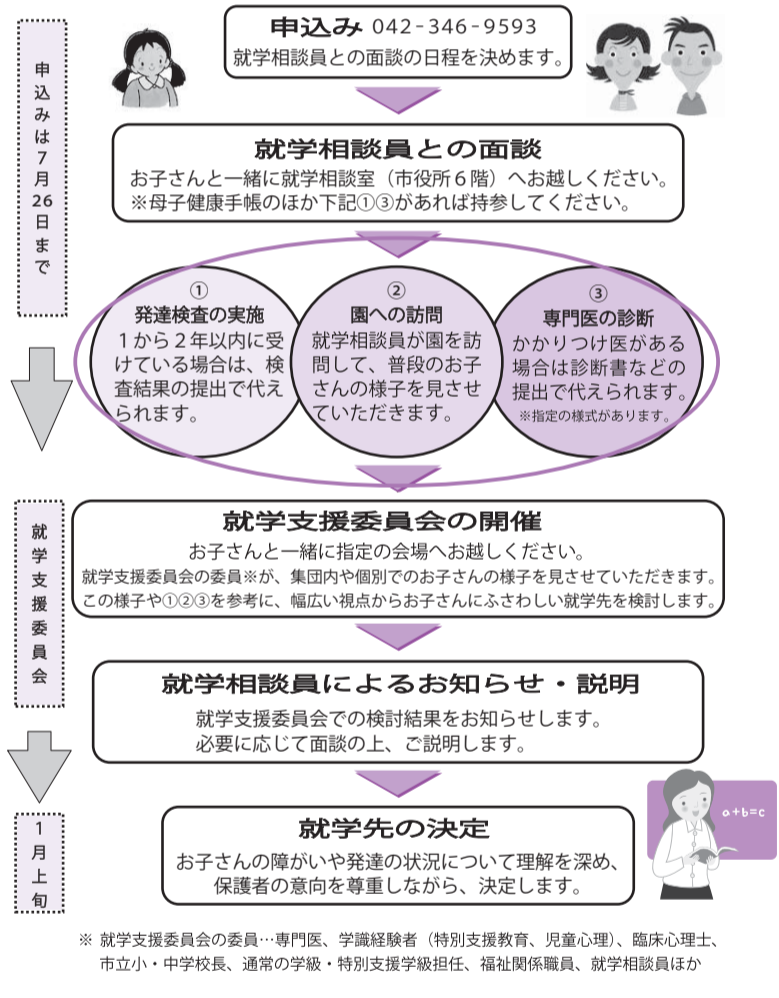 申込み 042-346-9593
就学相談員との面談の日程を決めます。
申込みは7月26日まで
就学相談員との面談
お子さんと一緒に就学相談室（市役所６階）へお越しください。
※母子健康手帳のほか下記①③があれば持参してください。
①
発達検査の実施
１から２年以内に受
けている場合は、検
査結果の提出で代え
られます。
②
園への訪問
就学相談員が園を訪
問して、普段のお子
さんの様子を見させ
ていただきます。
③
専門医の診断
かかりつけ医がある
場合は診断書などの
提出で代えられます。
※指定の様式があります。
就学支援委員会
就学支援委員会の開催
お子さんと一緒に指定の会場へお越しください。
就学支援委員会の委員※が、集団内や個別でのお子さんの様子を見させていただきます。
この様子や①②③を参考に、幅広い視点からお子さんにふさわしい就学先を検討します。
就学相談員によるお知らせ・説明
就学支援委員会での検討結果をお知らせします。
必要に応じて面談の上、ご説明します。
1月上旬
就学先の決定
お子さんの障がいや発達の状況について理解を深め、
保護者の意向を尊重しながら、決定します。
a+b=c
※ 就学支援委員会の委員…専門医、学識経験者（特別支援教育、児童心理）、臨床心理士、
市立小・中学校長、通常の学級・特別支援学級担任、福祉関係職員、就学相談員ほか